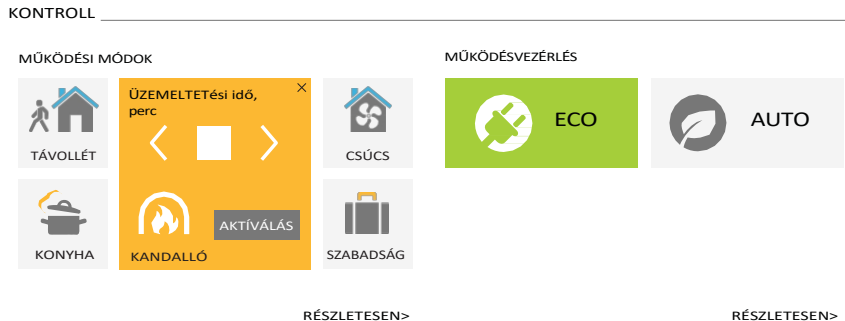 KONTROLL
MŰKÖDÉSI MÓDOK
MŰKÖDÉSVEZÉRLÉS
ÜZEMELTETési idő,
perc
TÁVOLLÉT
CSÚCS
ECO
AUTO
AKTÍVÁLÁS
KONYHA
KANDALLÓ
SZABADSÁG
RÉSZLETESEN>
RÉSZLETESEN>